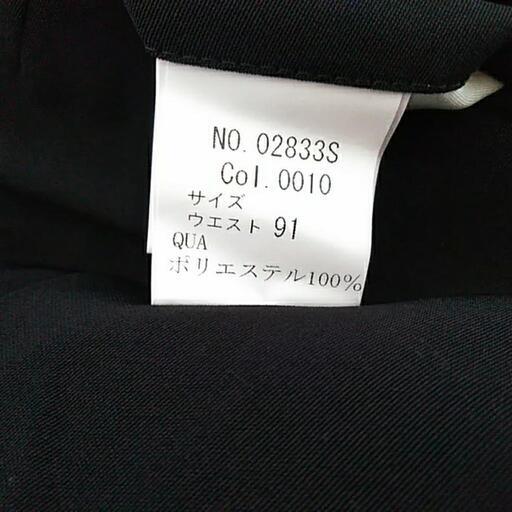 NO. 02833S
Col. 0010
サイズ
ウエスト 91
QUA
ポリエステル100%